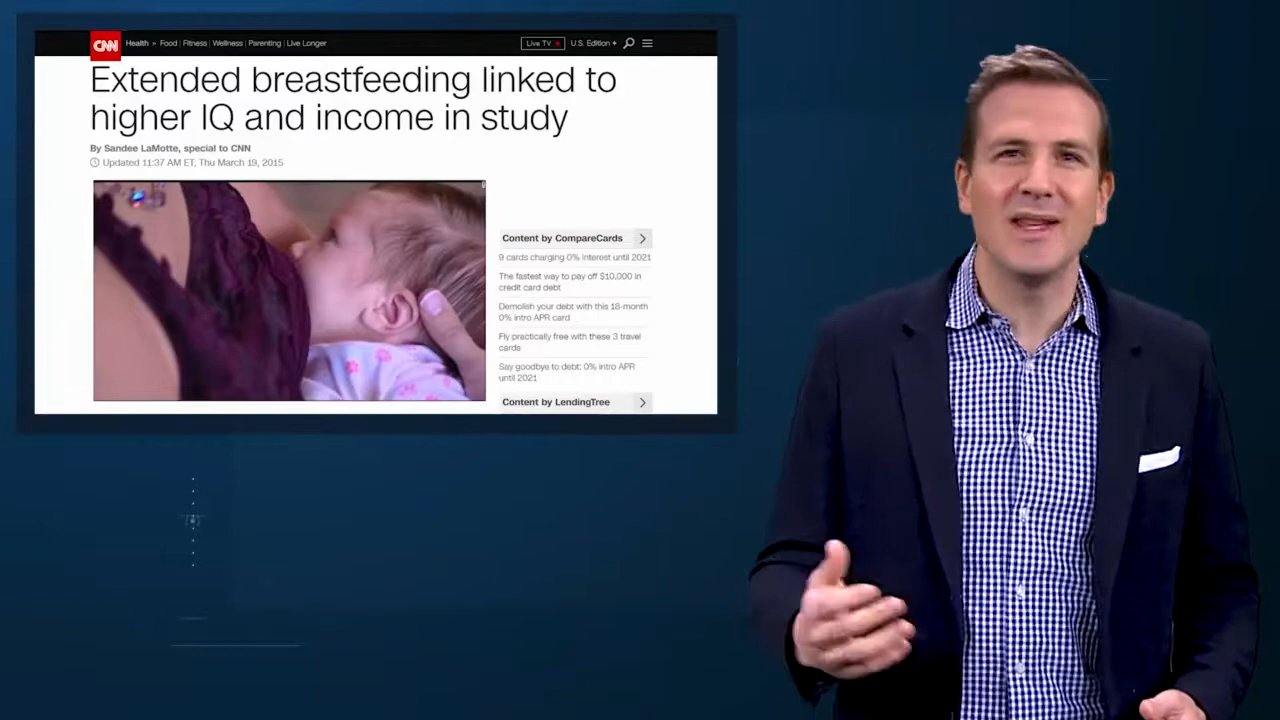 CNN Health » Food | Fitness | Wellness | Parenting | Live Longer Live TV • U.S. Edition +
Extended breastfeeding linked to
higher IQ and income in study
By Sandee LaMotte, special to CNN
Updated 11:37 AM ET, Thu March 19, 2015
Content by CompareCards
9 cards charging 0% interest until 2021
The fastest way to pay off $10,000 in
credit card debt
Demolish your debt with this 18-month
0% intro APR card
Fly practically free with these 3 travel
cards
Say goodbye to debt: 0% intro APR
until 2021
Content by LendingTree